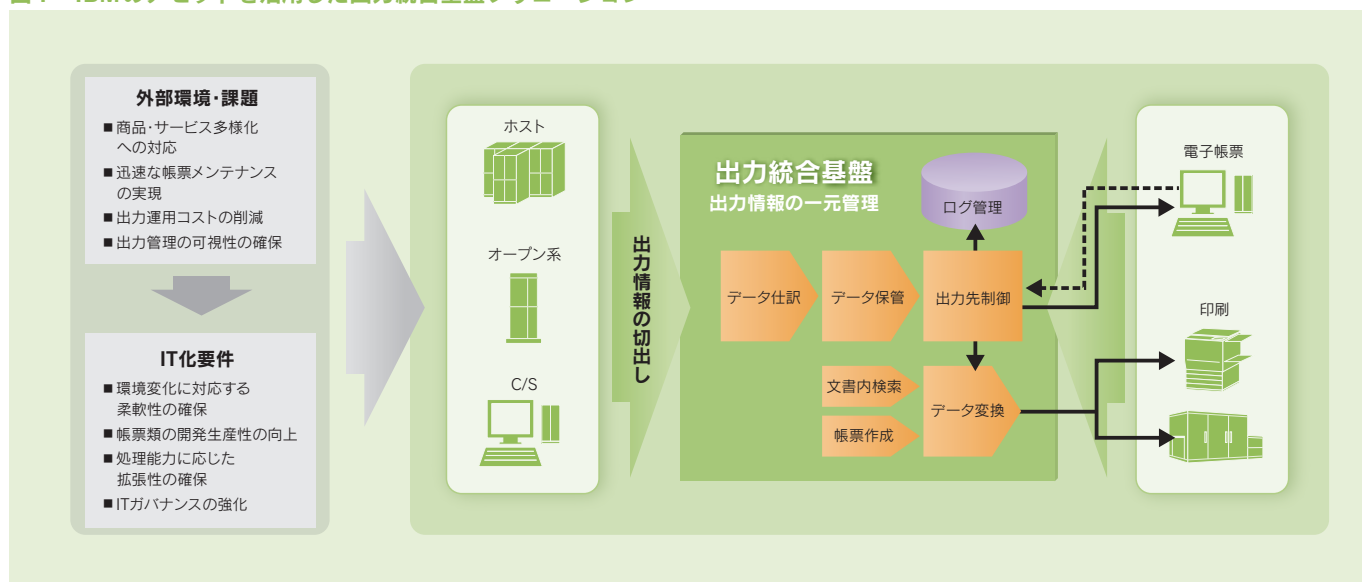 外部環境・課題
■商品・サービス多様化
への対応
■迅速な帳票メンテナンス
の実現
■出力運用コストの削減
■出力管理の可視性の確保
IT化要件
■環境変化に対応する
柔軟性の確保
■帳票類の開発生産性の向上
■処理能力に応じた
拡張性の確保
■ITガバナンスの強化
ホスト
オープン系
C/S
出力情報の切出し
出力統合基盤
出力情報の一元管理
ログ管理
データ仕訳
データ保管
出力先制御
文書内検索
帳票作成
データ変換
電子帳票
印刷